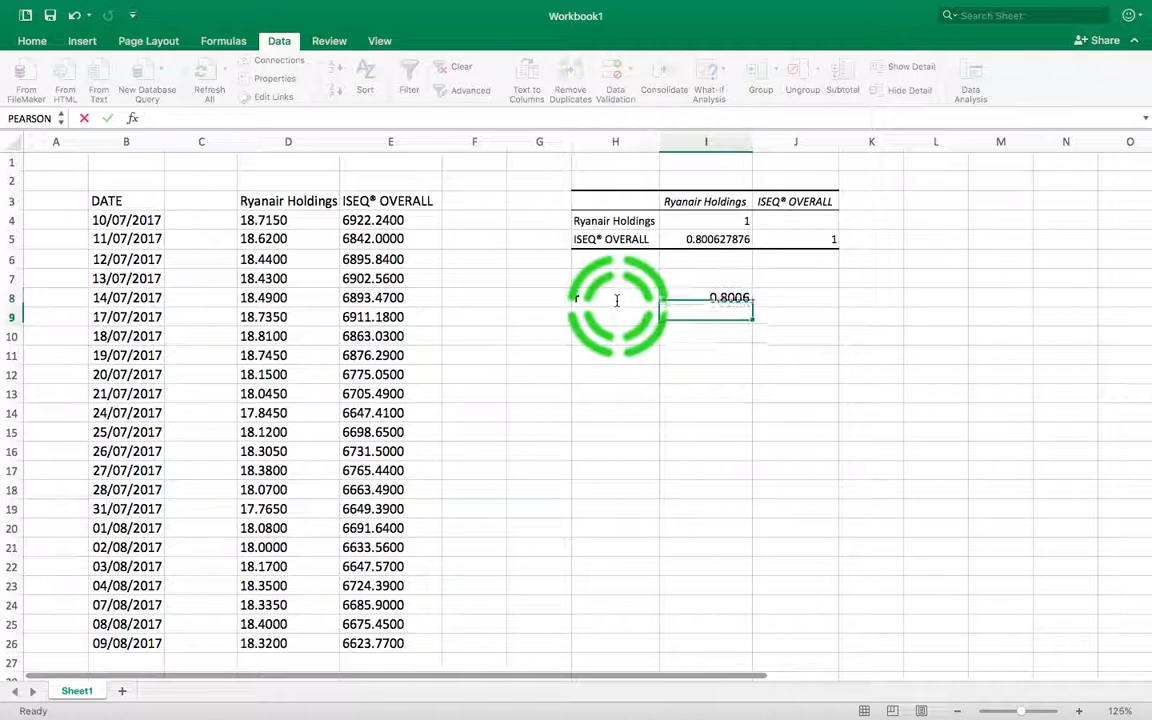 Workbook1
Search Sheet
Home Insert Page Layout Formulas Data Review View
Share
From FileMaker
From HTML
From Text
New Database Query
Refresh All
Connections
Properties
Edit Links
Sort
Filter
Clear
Advanced
Text to Columns
Remove Duplicates
Data Validation
Consolidate
What-If Analysis
Group
Ungroup
Subtotal
Show Detail
Hide Detail
Data Analysis
PEARSON fx
A B C D E F G H I J K L M N O
1
2
3 DATE Ryanair Holdings ISEQ® OVERALL Ryanair Holdings ISEQ® OVERALL
4 10/07/2017 18.7150 6922.2400 Ryanair Holdings 1
5 11/07/2017 18.6200 6842.0000 ISEQ® OVERALL 0.800627876 1
6 12/07/2017 18.4400 6895.8400
7 13/07/2017 18.4300 6902.5600
8 14/07/2017 18.4900 6893.4700 r 0.8006
9 17/07/2017 18.7350 6911.1800
10 18/07/2017 18.8100 6863.0300
11 19/07/2017 18.7450 6876.2900
12 20/07/2017 18.1500 6775.0500
13 21/07/2017 18.0450 6705.4900
14 24/07/2017 17.8450 6647.4100
15 25/07/2017 18.1200 6698.6500
16 26/07/2017 18.3050 6731.5000
17 27/07/2017 18.3800 6765.4400
18 28/07/2017 18.0700 6663.4900
19 31/07/2017 17.7650 6649.3900
20 01/08/2017 18.0800 6691.6400
21 02/08/2017 18.0000 6633.5600
22 03/08/2017 18.1700 6647.5700
23 04/08/2017 18.3500 6724.3900
24 07/08/2017 18.3350 6685.9000
25 08/08/2017 18.4000 6675.4500
26 09/08/2017 18.3200 6623.7700
27
Sheet1
Ready 126%